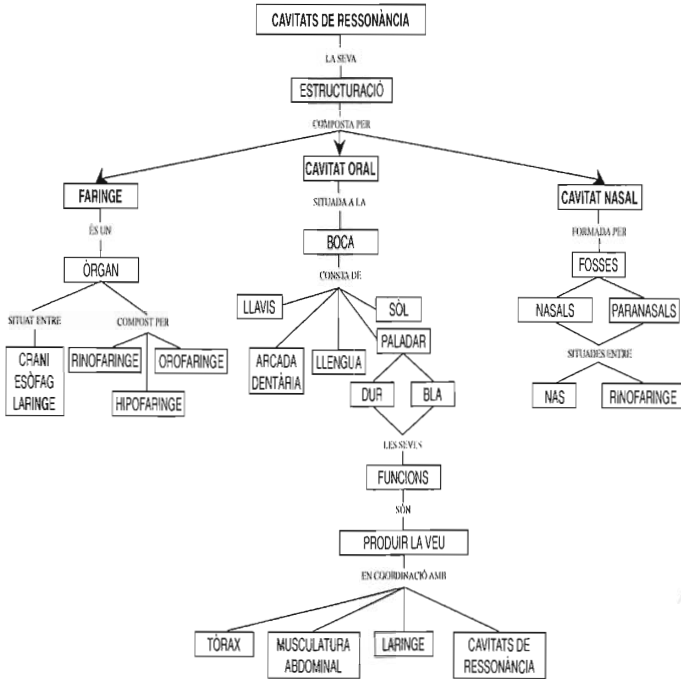 CAVITATS DE RESSONÀNCIA
LA SEVA
ESTRUCTURACIÓ
COMPOSTA PER
FARINGE
CAVITAT ORAL
CAVITAT NASAL
ÉS UN
SITUADA A LA
FORMADA PER
ÒRGAN
BOCA
FOSSES
CONSTA DE
LLAVIS
SÒL
NASALS
PARANASALS
SITUAT ENTRE
COMPOST PER
PALADAR
CRANI
ESÒFAG
LARINGE
RINOFARINGE
OROFARINGE
HIPOFARINGE
ARCADA
DENTÀRIA
LLENGUA
SITUADES ENTRE
DUR
BLA
NAS
RINOFARINGE
LES SEVES
FUNCIONS
SÓN
PRODUIR LA VEU
EN COORDINACIÓ AMB
TÒRAX
MUSCULATURA
ABDOMINAL
LARINGE
CAVITATS DE
RESSONÀNCIA